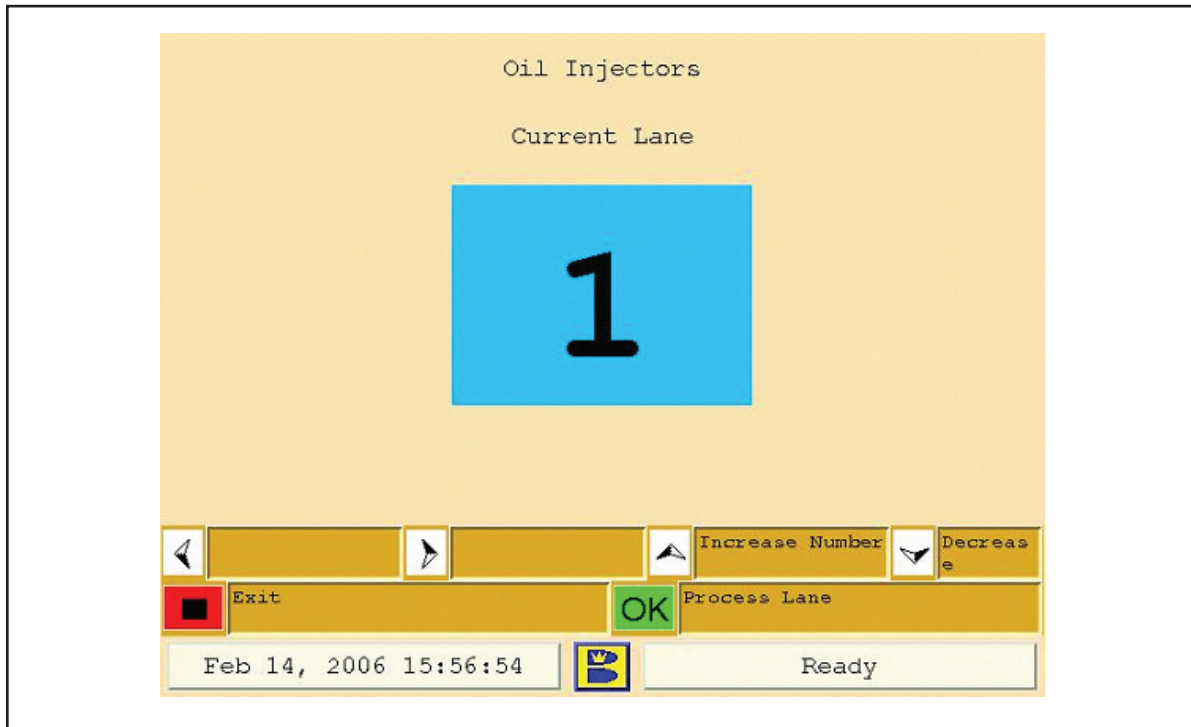 Oil Injectors
Current Lane
1
Increase Number
Decreas
e
Exit
OK
Process Lane
Feb 14, 2006 15:56:54
Ready